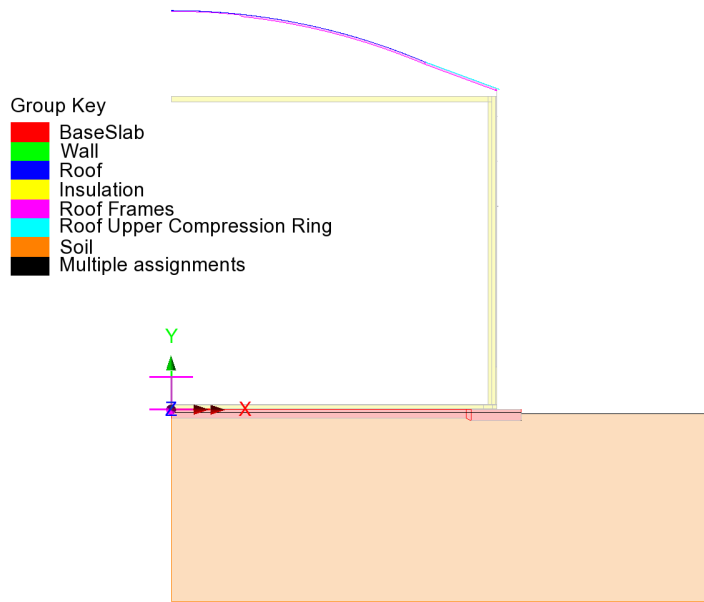 Group Key
BaseSlab
Wall
Roof
Insulation
Roof Frames
Roof Upper Compression Ring
Soil
Multiple assignments
Y
Z
X